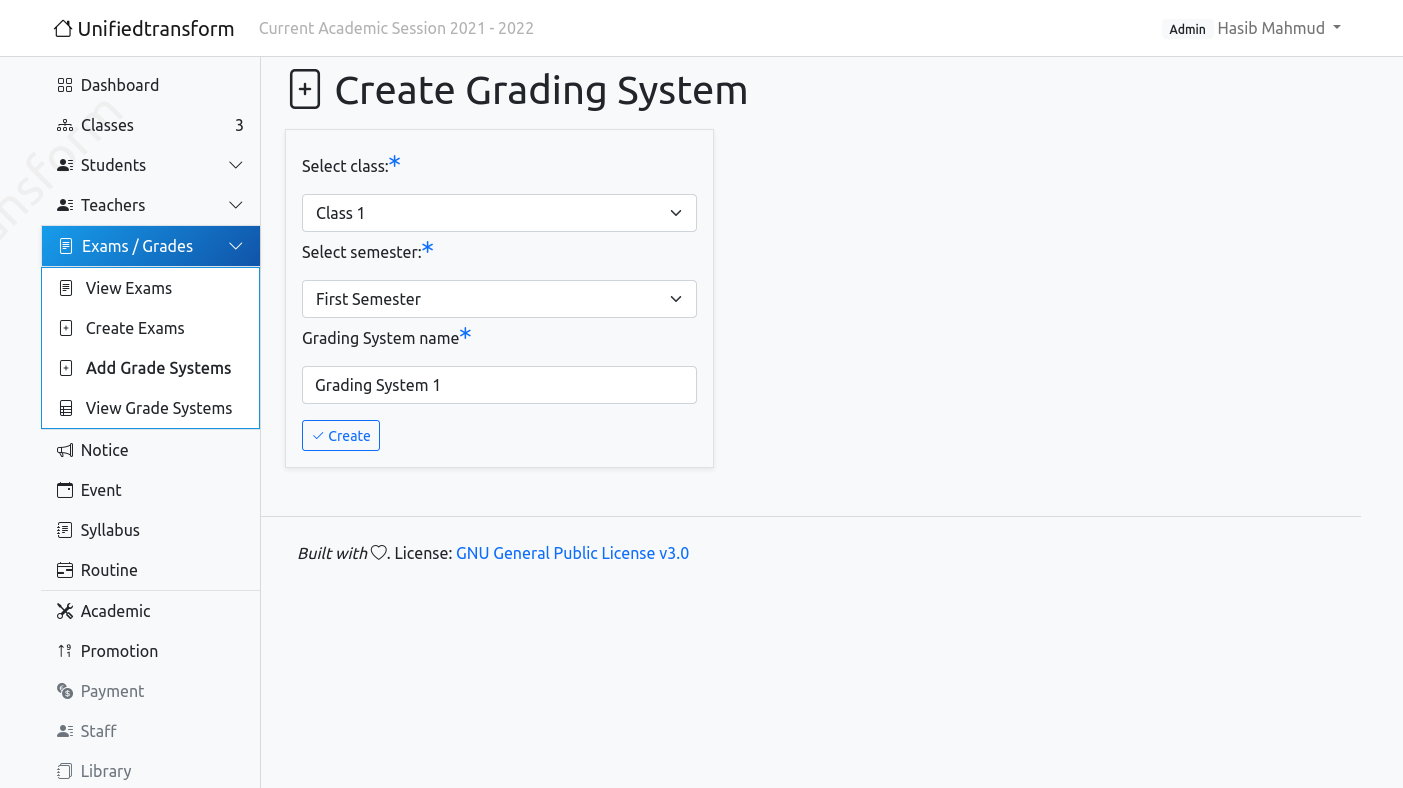 Unifiedtransform
Current Academic Session 2021 - 2022
Admin Hasib Mahmud
Dashboard
Classes 3
Students
Teachers
Exams / Grades
View Exams
Create Exams
Add Grade Systems
View Grade Systems
Notice
Event
Syllabus
Routine
Academic
Promotion
Payment
Staff
Library
Create Grading System
Select class:*
Class 1
Select semester:*
First Semester
Grading System name*
Grading System 1
Create
Built with. License: GNU General Public License v3.0